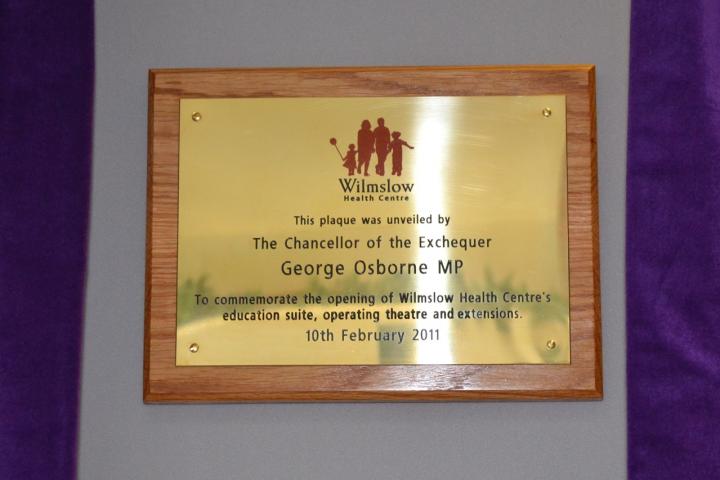 Wilmslow
Health Centre
This plaque was unveiled by
The Chancellor of the Exchequer
George Osborne MP
To commemorate the opening of Wilmslow Health Centre's
education suite, operating theatre and extensions.
10th February 2011